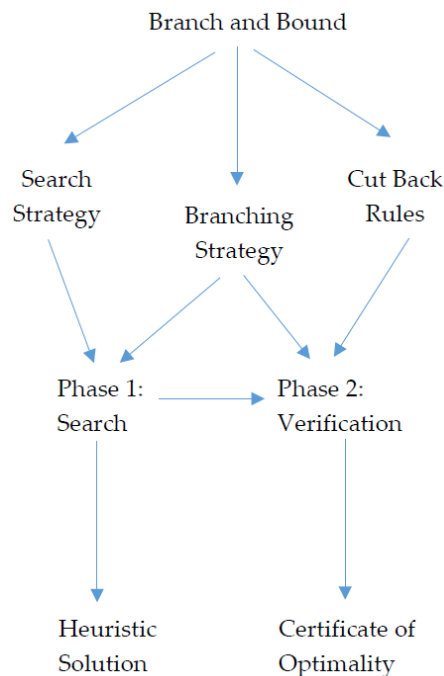 Branch and Bound
Search
Strategy
Branching
Strategy
Cut Back
Rules
Phase 1:
Search
Phase 2:
Verification
Heuristic
Solution
Certificate of
Optimality